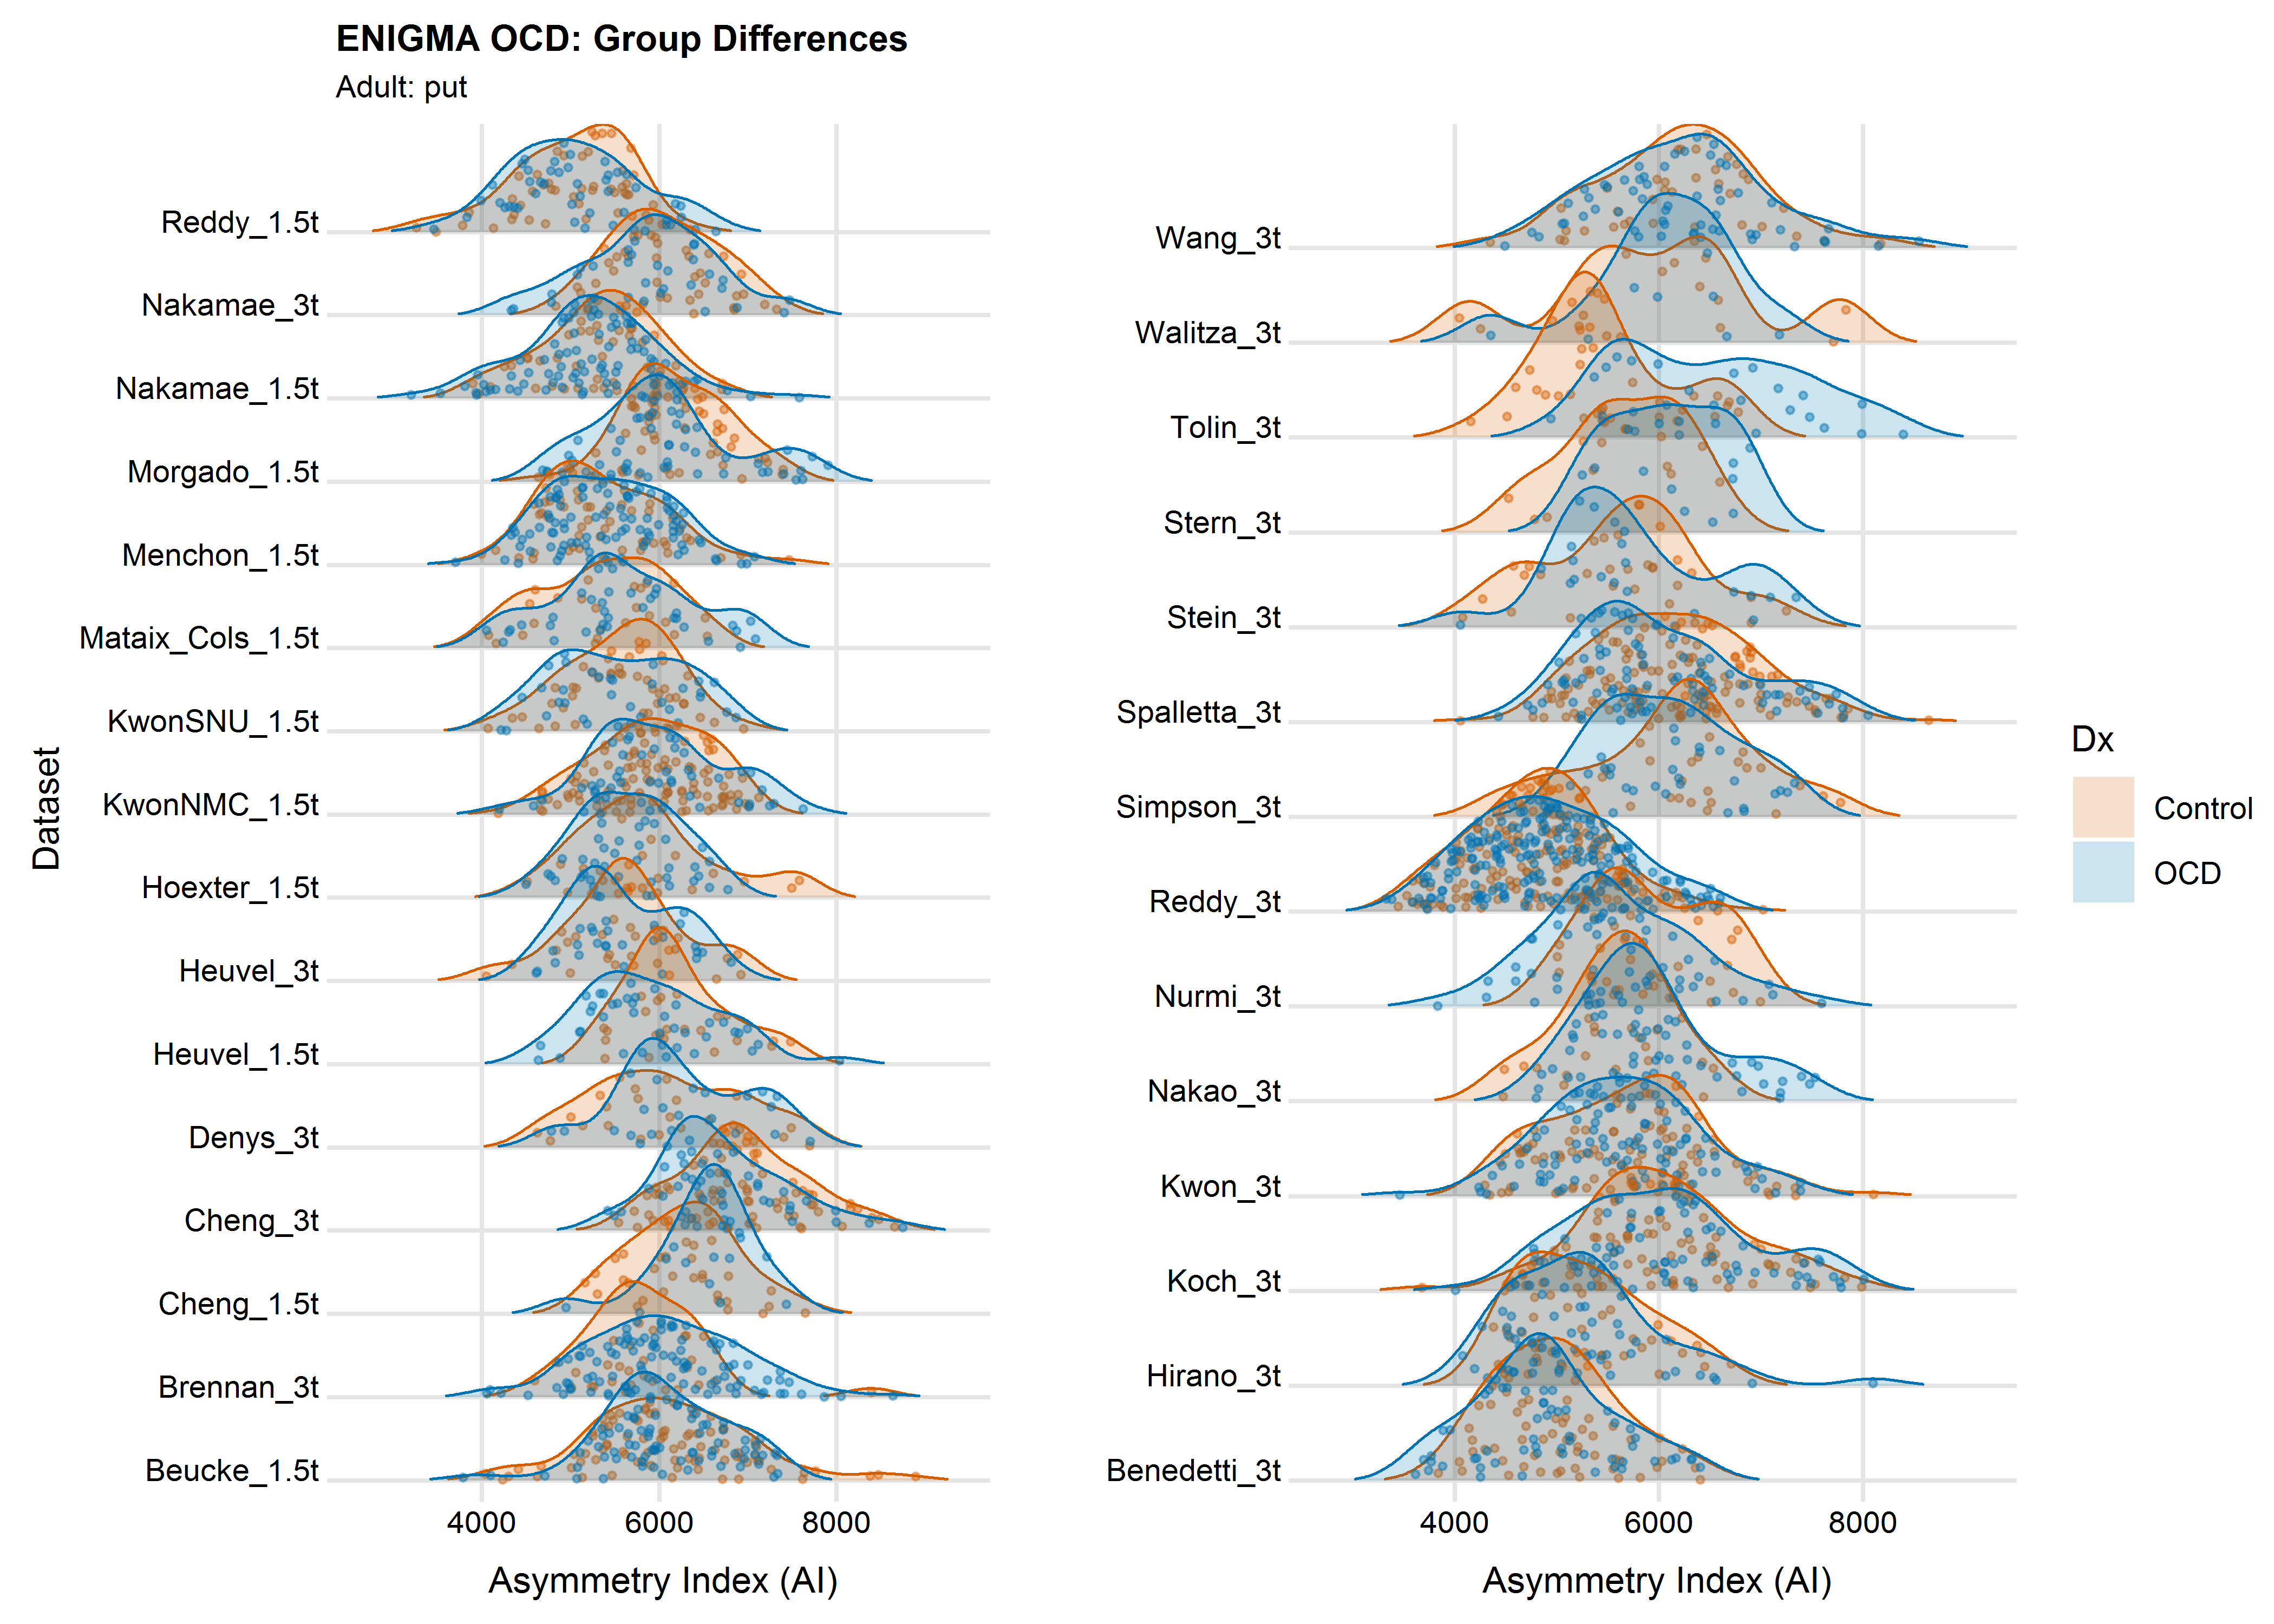 ENIGMA OCD: Group Differences
Adult: put
Dataset
Reddy_1.5t
Nakamae_3t
Nakamae_1.5t
Morgado_1.5t
Menchon_1.5t
Mataix_Cols_1.5t
KwonSNU_1.5t
KwonNMC_1.5t
Hoexter_1.5t
Heuvel_3t
Heuvel_1.5t
Denys_3t
Cheng_3t
Cheng_1.5t
Brennan_3t
Beucke_1.5t
4000 6000 8000
Asymmetry Index (AI)
Wang_3t
Walitza_3t
Tolin_3t
Stern_3t
Stein_3t
Spalletta_3t
Simpson_3t
Reddy_3t
Nurmi_3t
Nakao_3t
Kwon_3t
Koch_3t
Hirano_3t
Benedetti_3t
4000 6000 8000
Asymmetry Index (AI)
Dx
Control
OCD